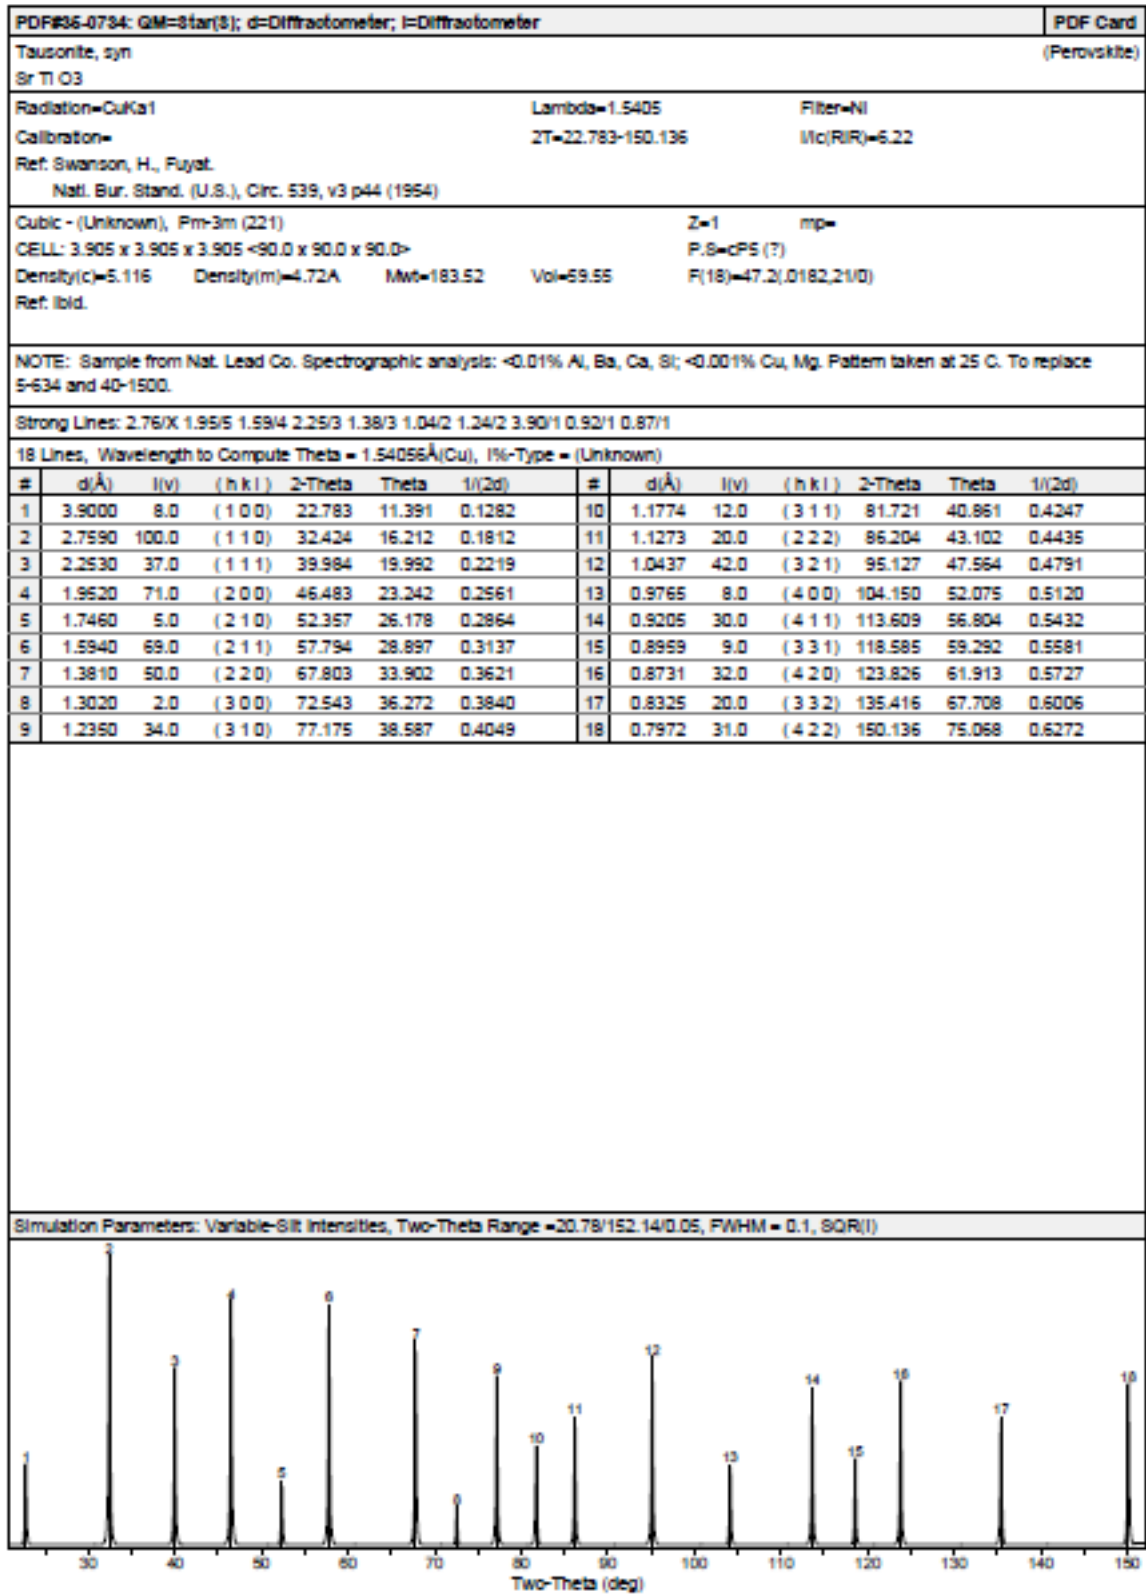 PDF#35-0734: QM=Star(S); d=Diffractometer; I=Diffractometer PDF Card
Tausonite, syn (Perovskite)
Sr Ti O3
Radiation=CuKa1 Lambda=1.5405 Filter=Ni
Calibration= 2T=22.783-150.136 I/Ic(RIR)=6.22
Ref: Swanson, H., Fuyat.
Natl. Bur. Stand. (U.S.), Circ. 539, v3 p44 (1954)
Cubic - (Unknown), Pm-3m (221) Z=1 mp=
CELL: 3.905 x 3.905 x 3.905 <90.0 x 90.0 x 90.0> P.S=cP5 (?)
Density(c)=5.116 Density(m)=4.72A Mwt=183.52 Vol=59.55 F(18)=47.2(.0182,21/0)
Ref: Ibid.
NOTE: Sample from Nat. Lead Co. Spectrographic analysis: <0.01% Al, Ba, Ca, Si; <0.001% Cu, Mg. Pattern taken at 25 C. To replace
5-634 and 40-1500.
Strong Lines: 2.76/X 1.95/5 1.59/4 2.25/3 1.38/3 1.04/2 1.24/2 3.90/1 0.92/1 0.87/1
18 Lines, Wavelength to Compute Theta = 1.54056Å(Cu), I%-Type = (Unknown)
# d(Å) I(v) (h k l) 2-Theta Theta 1/(2d) # d(Å) I(v) (h k l) 2-Theta Theta 1/(2d)
1 3.9000 8.0 (1 0 0) 22.783 11.391 0.1282 10 1.1774 12.0 (3 1 1) 81.721 40.861 0.4247
2 2.7590 100.0 (1 1 0) 32.424 16.212 0.1812 11 1.1273 20.0 (2 2 2) 86.204 43.102 0.4435
3 2.2530 37.0 (1 1 1) 39.984 19.992 0.2219 12 1.0437 42.0 (3 2 1) 95.127 47.564 0.4791
4 1.9520 71.0 (2 0 0) 46.483 23.242 0.2561 13 0.9765 8.0 (4 0 0) 104.150 52.075 0.5120
5 1.7460 5.0 (2 1 0) 52.357 26.178 0.2864 14 0.9205 30.0 (4 1 1) 113.609 56.804 0.5432
6 1.5940 69.0 (2 1 1) 57.794 28.897 0.3137 15 0.8959 9.0 (3 3 1) 118.585 59.292 0.5581
7 1.3810 50.0 (2 2 0) 67.803 33.902 0.3621 16 0.8731 32.0 (4 2 0) 123.826 61.913 0.5727
8 1.3020 2.0 (3 0 0) 72.543 36.272 0.3840 17 0.8325 20.0 (3 3 2) 135.416 67.708 0.6006
9 1.2350 34.0 (3 1 0) 77.175 38.587 0.4049 18 0.7972 31.0 (4 2 2) 150.136 75.068 0.6272
Simulation Parameters: Variable-Slit Intensities, Two-Theta Range =20.78/152.14/0.05, FWHM = 0.1, SQR(I)
1 2 3 4 5 6 7 8 9 10 11 12 13 14 15 16 17 18
30 40 50 60 70 80 90 100 110 120 130 140 150
Two-Theta (deg)